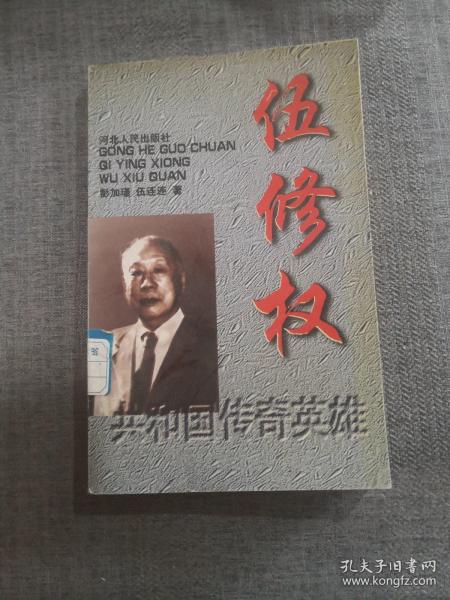 伍修权
河北人民出版社
GONG HE GUO CHUAN
QI YING XIONG
WU XIU QUAN
彭加瑾 伍连连 著
共和国传奇英雄
孔夫子旧书网
www.kongfz.com